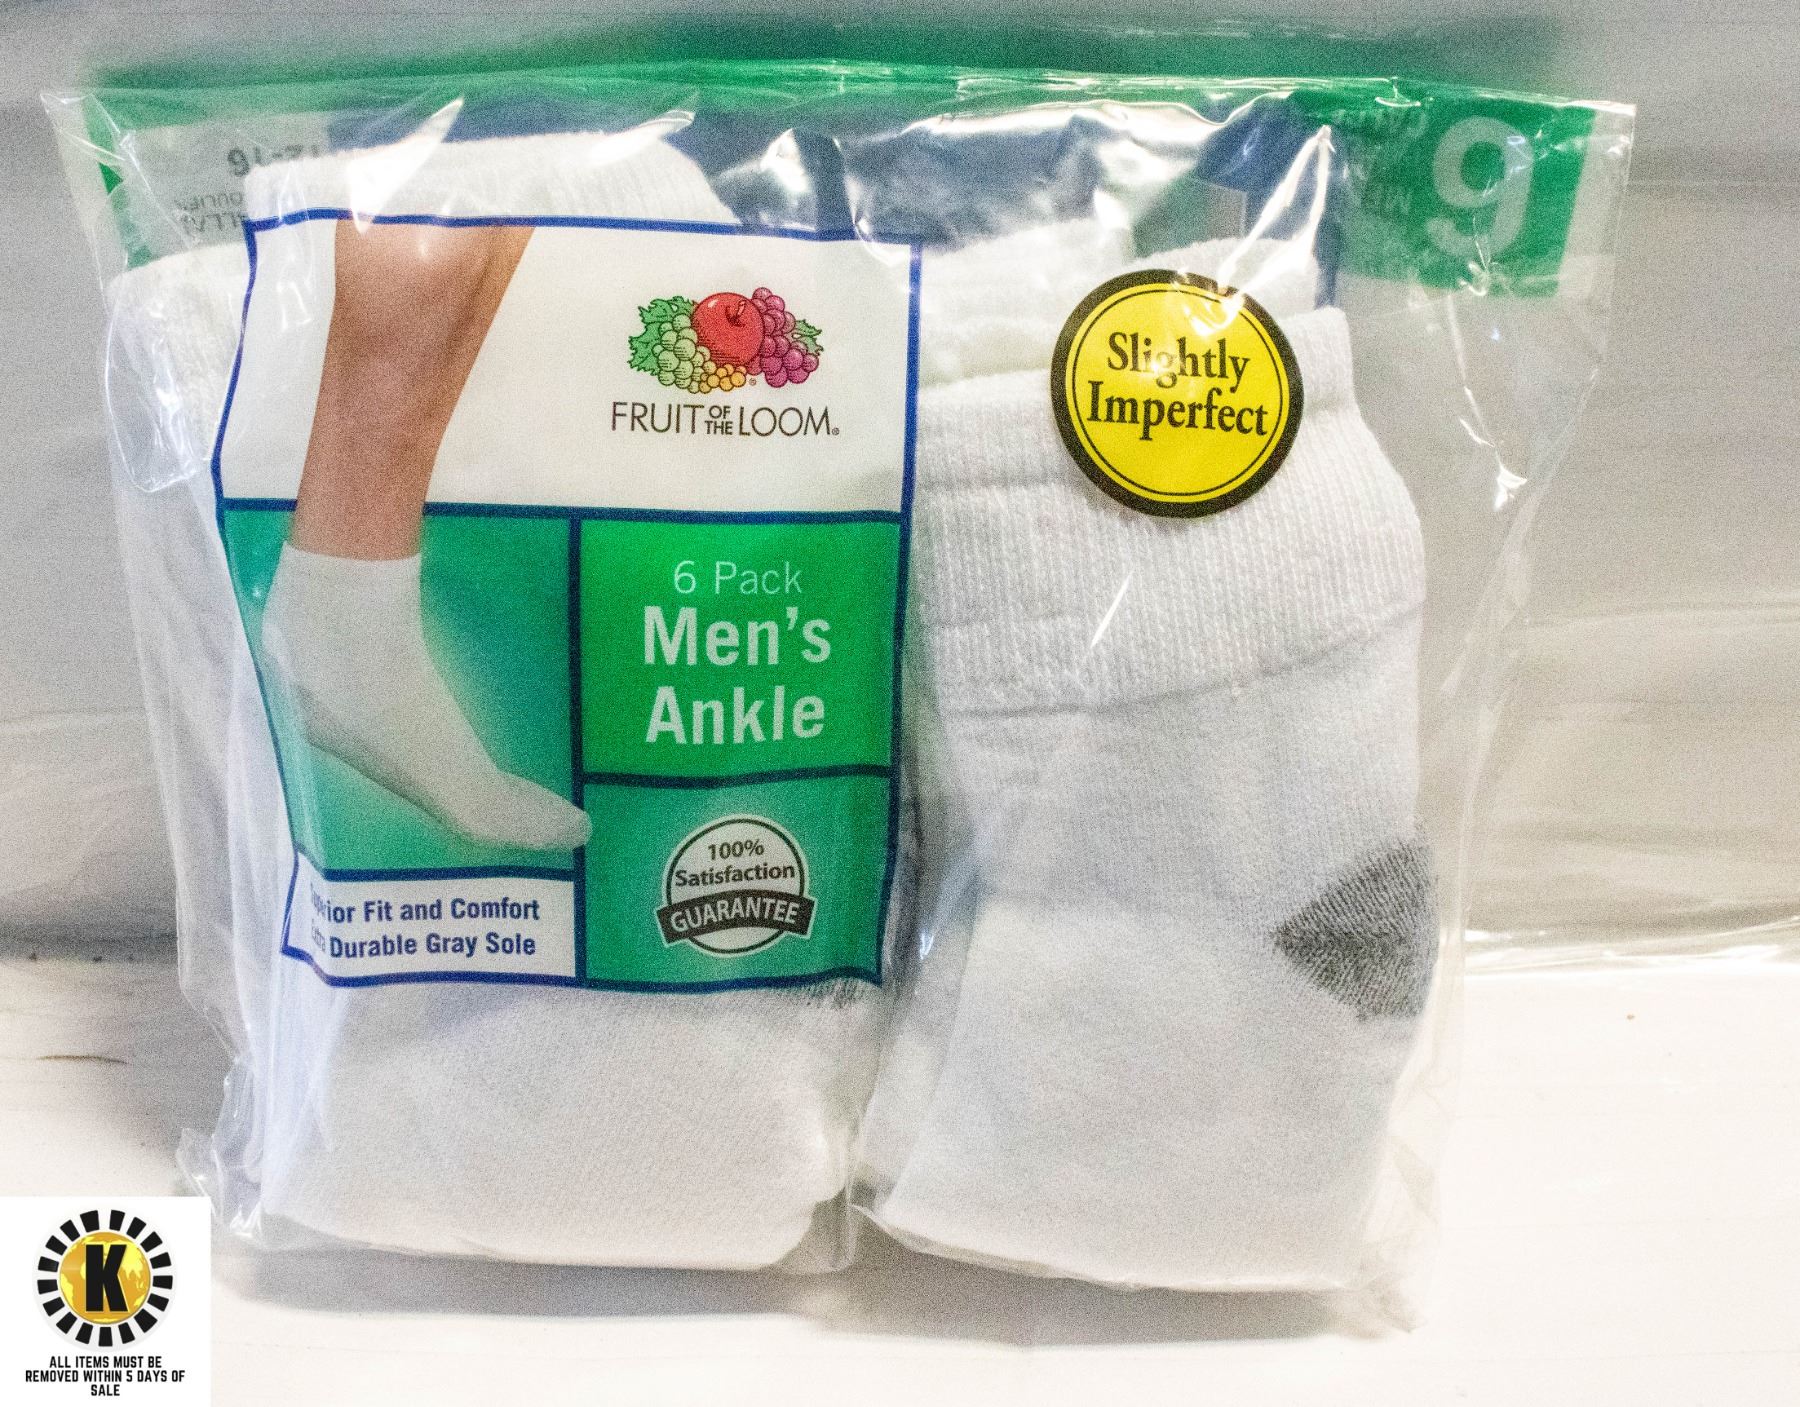 FRUIT OF THE LOOM
Slightly
Imperfect
6 Pack
Men's
Ankle
100%
Satisfaction
GUARANTEE
Fit and Comfort
Durable Gray Sole
K
ALL ITEMS MUST BE
REMOVED WITHIN 5 DAYS OF
SALE